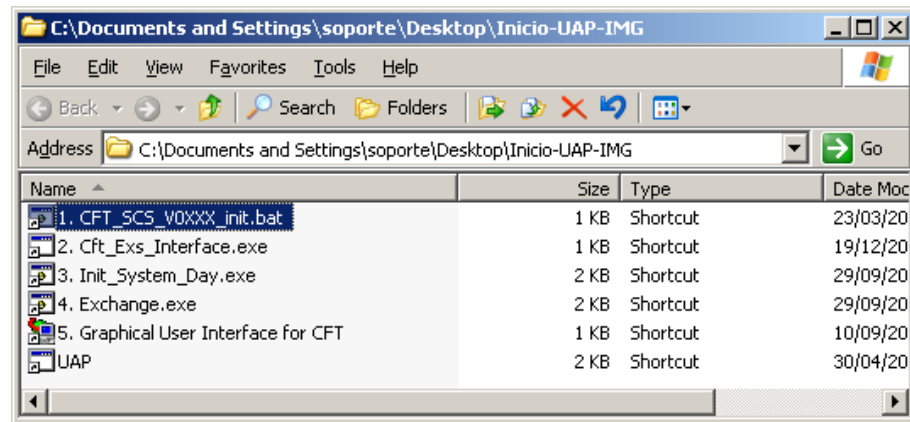 C:\Documents and Settings\soporte\Desktop\Inicio-UAP-IMG
File Edit View Favorites Tools Help
Back Search Folders
Address C:\Documents and Settings\soporte\Desktop\Inicio-UAP-IMG Go
Name Size Type Date Moc
1. CFT_SCS_V0XXX_init.bat 1 KB Shortcut 23/03/20
2. Cft_Exs_Interface.exe 1 KB Shortcut 19/12/20
3. Init_System_Day.exe 2 KB Shortcut 29/09/20
4. Exchange.exe 2 KB Shortcut 29/09/20
5. Graphical User Interface for CFT 1 KB Shortcut 10/09/20
UAP 2 KB Shortcut 30/04/20